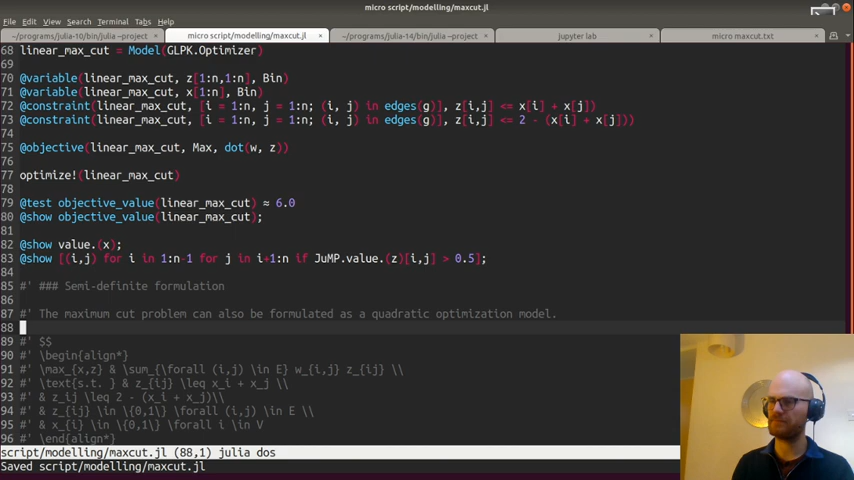 micro script/modelling/maxcut.jl
File Edit View Search Terminal Tabs Help
~/programs/julia-10/bin/julia --project × micro script/modelling/maxcut.jl × ~/programs/julia-14/bin/julia --project × jupyter lab × micro maxcut.txt ×
68 linear_max_cut = Model(GLPK.Optimizer)
69
70 @variable(linear_max_cut, z[1:n,1:n], Bin)
71 @variable(linear_max_cut, x[1:n], Bin)
72 @constraint(linear_max_cut, [i = 1:n, j = 1:n; (i, j) in edges(g)], z[i,j] <= x[i] + x[j])
73 @constraint(linear_max_cut, [i = 1:n, j = 1:n; (i, j) in edges(g)], z[i,j] <= 2 - (x[i] + x[j]))
74
75 @objective(linear_max_cut, Max, dot(w, z))
76
77 optimize!(linear_max_cut)
78
79 @test objective_value(linear_max_cut) ≈ 6.0
80 @show objective_value(linear_max_cut);
81
82 @show value.(x);
83 @show [(i,j) for i in 1:n-1 for j in i+1:n if JuMP.value.(z)[i,j] > 0.5];
84
85 #' ### Semi-definite formulation
86
87 #' The maximum cut problem can also be formulated as a quadratic optimization model.
88
89 #' $$
90 #' \begin{align*}
91 #' \max_{x,z} & \sum_{\forall (i,j) \in E} w_{i,j} z_{ij} \\
92 #' \text{s.t. } & z_{ij} \leq x_i + x_j \\
93 #' & z_ij \leq 2 - (x_i + x_j)\\
94 #' & z_{ij} \in \{0,1\} \forall (i,j) \in E \\
95 #' & x_{i} \in \{0,1\} \forall i \in V
96 #' \end{align*}
script/modelling/maxcut.jl (88,1) julia dos
Saved script/modelling/maxcut.jl